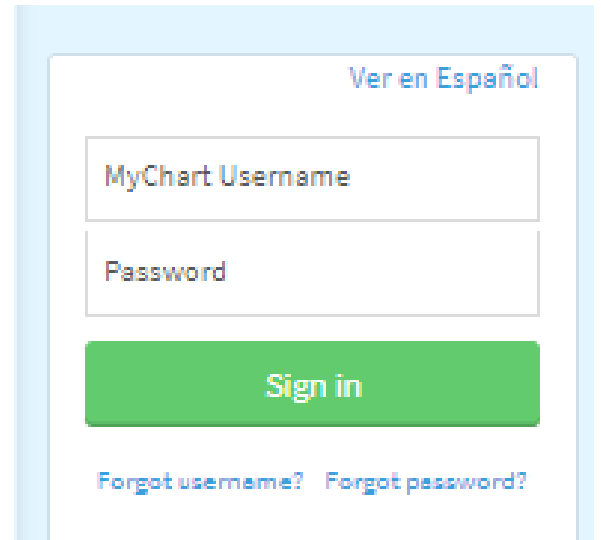 Ver en Español
MyChart Username
Password
Sign in
Forgot username? Forgot password?